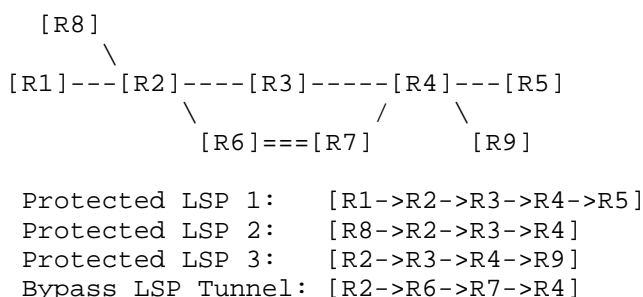 [R8]
\
[R1]---[R2]----[R3]-----[R4]---[R5]
\ / \
[R6]===[R7] [R9]
Protected LSP 1: [R1->R2->R3->R4->R5]
Protected LSP 2: [R8->R2->R3->R4]
Protected LSP 3: [R2->R3->R4->R9]
Bypass LSP Tunnel: [R2->R6->R7->R4]